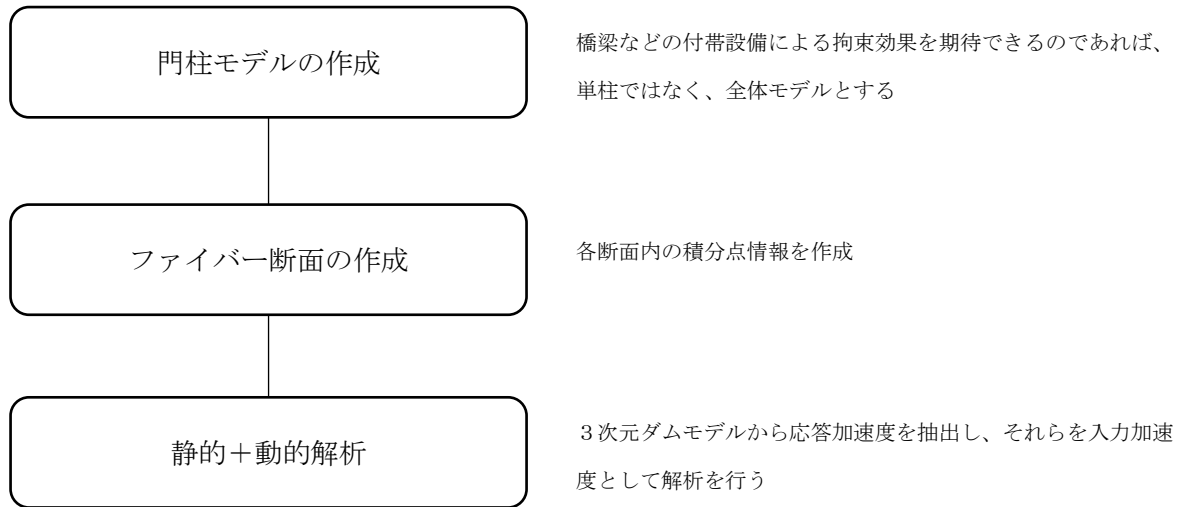 門柱モデルの作成
橋梁などの付帯設備による拘束効果を期待できるのであれば、
単柱ではなく、全体モデルとする
ファイバー断面の作成
各断面内の積分点情報を作成
静的＋動的解析
３次元ダムモデルから応答加速度を抽出し、それらを入力加速
度として解析を行う